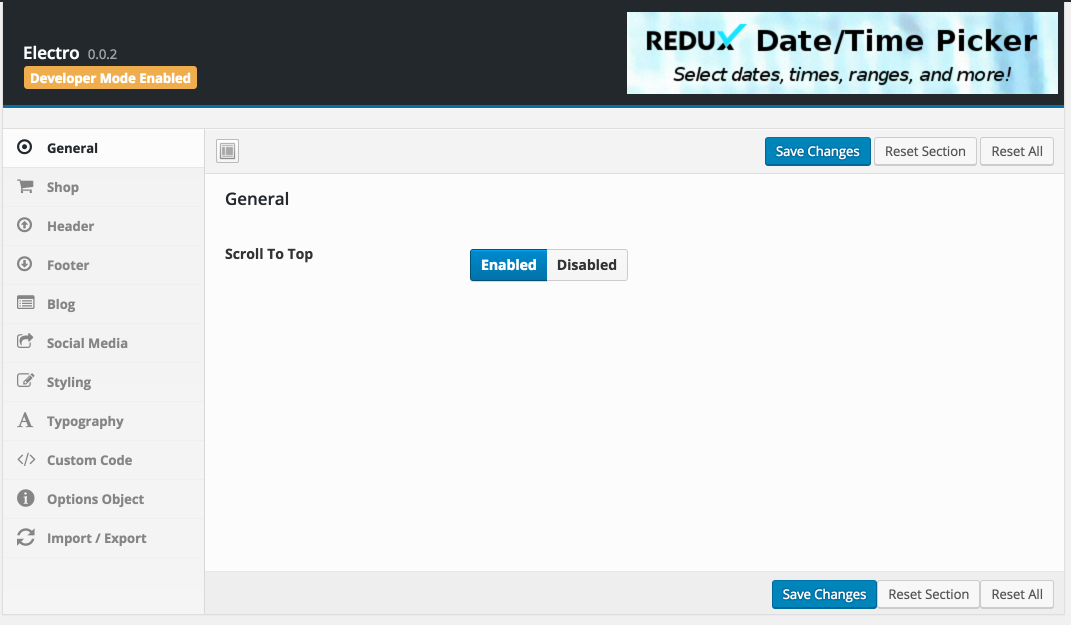 Electro 0.0.2
Developer Mode Enabled
REDUX Date/Time Picker
Select dates, times, ranges, and more!
General
Shop
Header
Footer
Blog
Social Media
Styling
Typography
Custom Code
Options Object
Import / Export
Save Changes Reset Section Reset All
General
Scroll To Top Enabled Disabled
Save Changes Reset Section Reset All